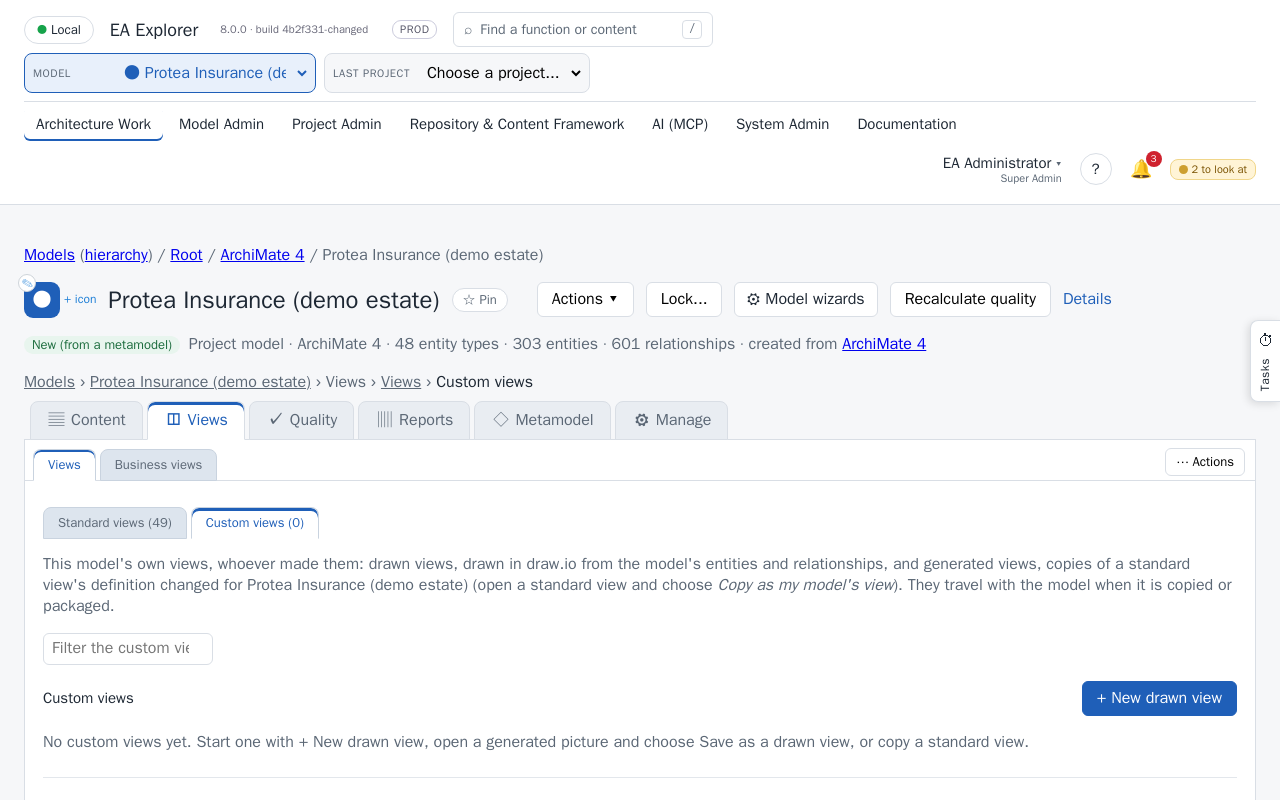 Local
EA Explorer
8.0.0 · build 4b2f331-changed
PROD
Find a function or content
/
MODEL
Protea Insurance (de
LAST PROJECT
Choose a project...
Architecture Work
Model Admin
Project Admin
Repository & Content Framework
AI (MCP)
System Admin
Documentation
EA Administrator
Super Admin
?
3
2 to look at
Models (hierarchy) / Root / ArchiMate 4 / Protea Insurance (demo estate)
+ icon
Protea Insurance (demo estate)
☆ Pin
Actions ▾
Lock...
⚙ Model wizards
Recalculate quality
Details
New (from a metamodel)
Project model · ArchiMate 4 · 48 entity types · 303 entities · 601 relationships · created from ArchiMate 4
Tasks
Models › Protea Insurance (demo estate) › Views › Views › Custom views
Content
Views
✓ Quality
Reports
Metamodel
Manage
Views
Business views
··· Actions
Standard views (49)
Custom views (0)
This model's own views, whoever made them: drawn views, drawn in draw.io from the model's entities and relationships, and generated views, copies of a standard
view's definition changed for Protea Insurance (demo estate) (open a standard view and choose Copy as my model's view). They travel with the model when it is copied or
packaged.
Filter the custom vie
Custom views
+ New drawn view
No custom views yet. Start one with + New drawn view, open a generated picture and choose Save as a drawn view, or copy a standard view.